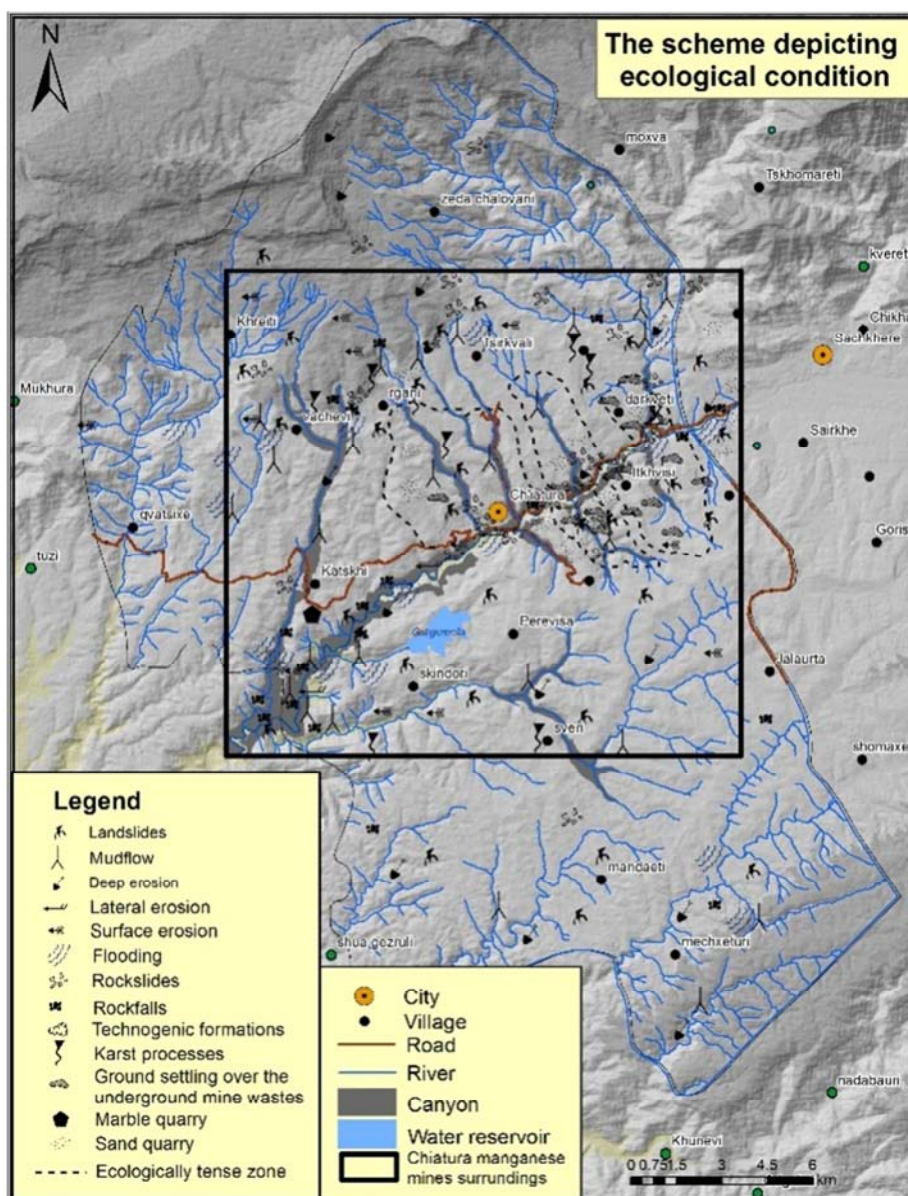 N
The scheme depicting
ecological condition
moxva
Tskhomareti
zeda chalovani
kveret
Chikha
Sachkhere
Khreiti
Tsirkvali
Mukhura
rgani
darkveti
vachevi
Sairkhe
Itkhvisi
Chiatura
qvatsixe
Goris
tuzi
Katskhi
Perevisa
skindori
Jalaurta
sveri
shomaxe
mandaeti
shua gezruli
mechxeturi
nadabauri
Khunevi
Legend
Landslides
Mudflow
Deep erosion
Lateral erosion
Surface erosion
Flooding
Rockslides
Rockfalls
Technogenic formations
Karst processes
Ground settling over the
underground mine wastes
Marble quarry
Sand quarry
Ecologically tense zone
City
Village
Road
River
Canyon
Water reservoir
Chiatura manganese
mines surrundings
0 0.75 1.5 3 4.5 6
km